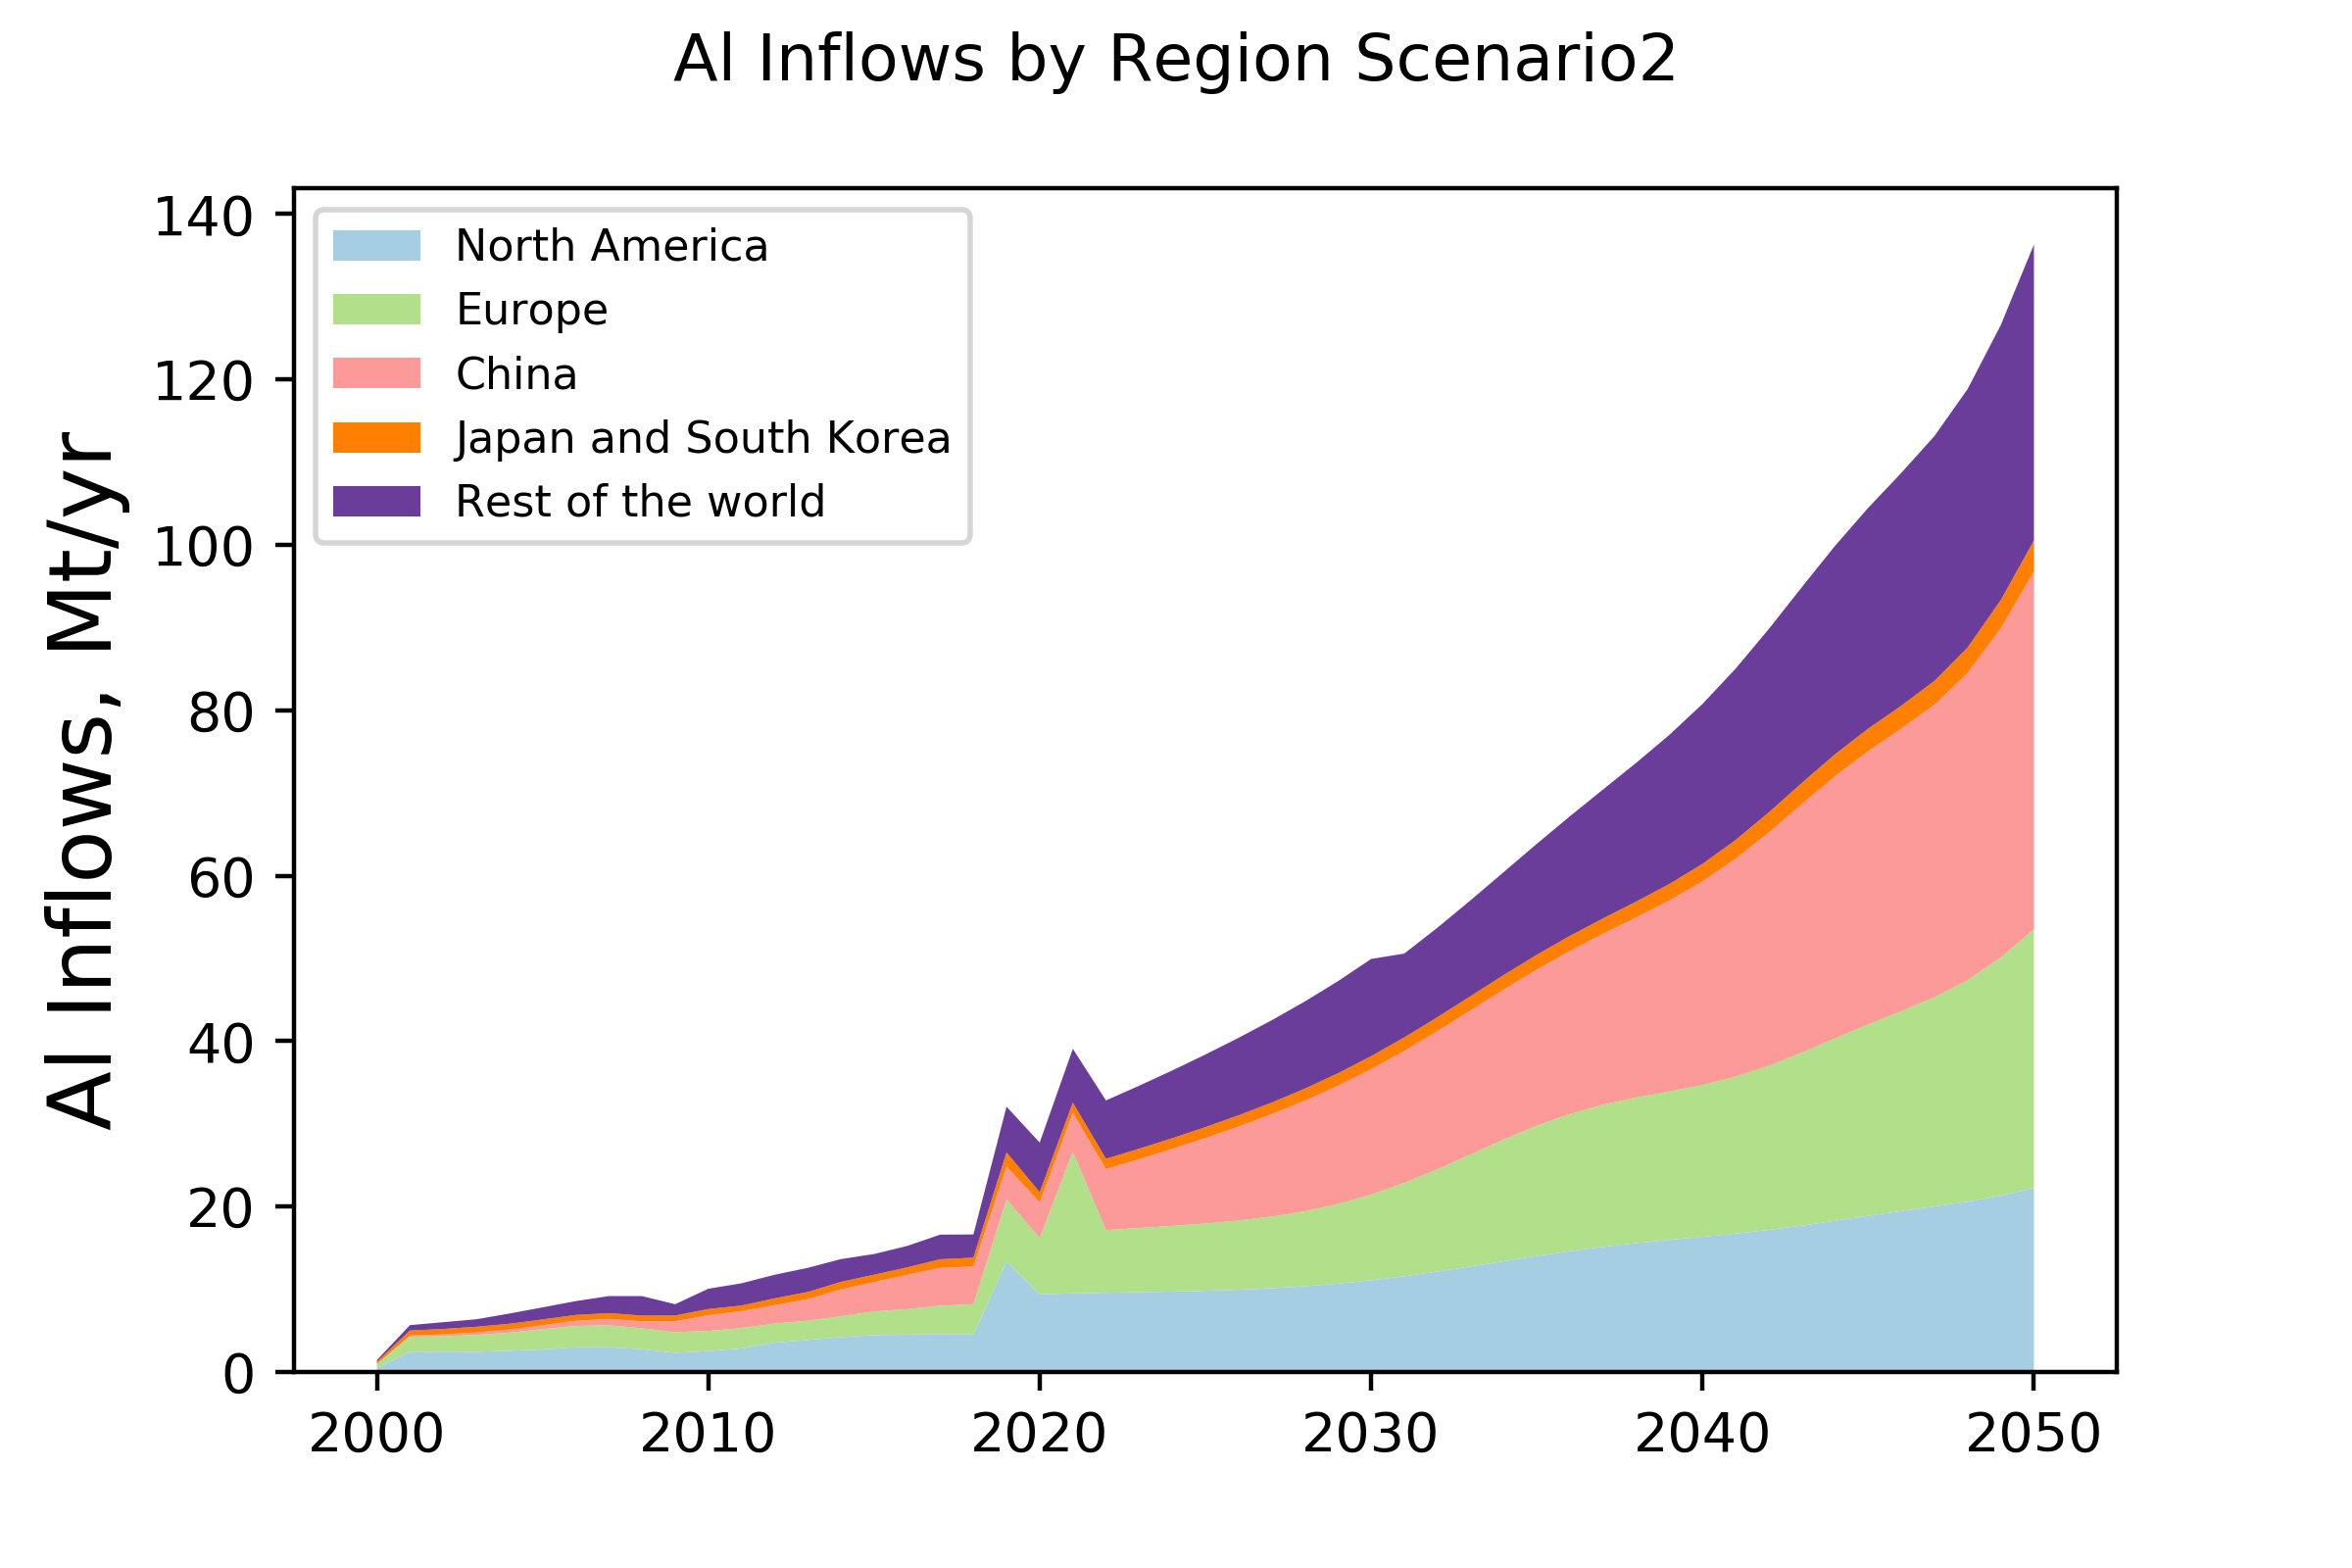 Al Inflows by Region Scenario2
Al Inflows, Mt/yr
140
120
100
80
60
40
20
0
North America
Europe
China
Japan and South Korea
Rest of the world
2000 2010 2020 2030 2040 2050